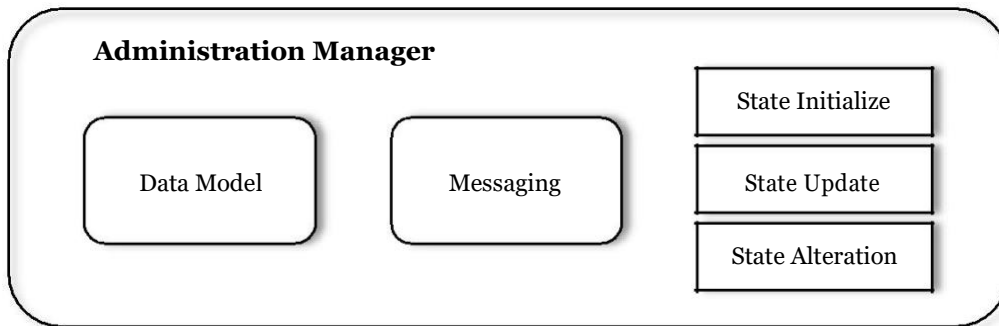 Administration Manager
Data Model
Messaging
State Initialize
State Update
State Alteration